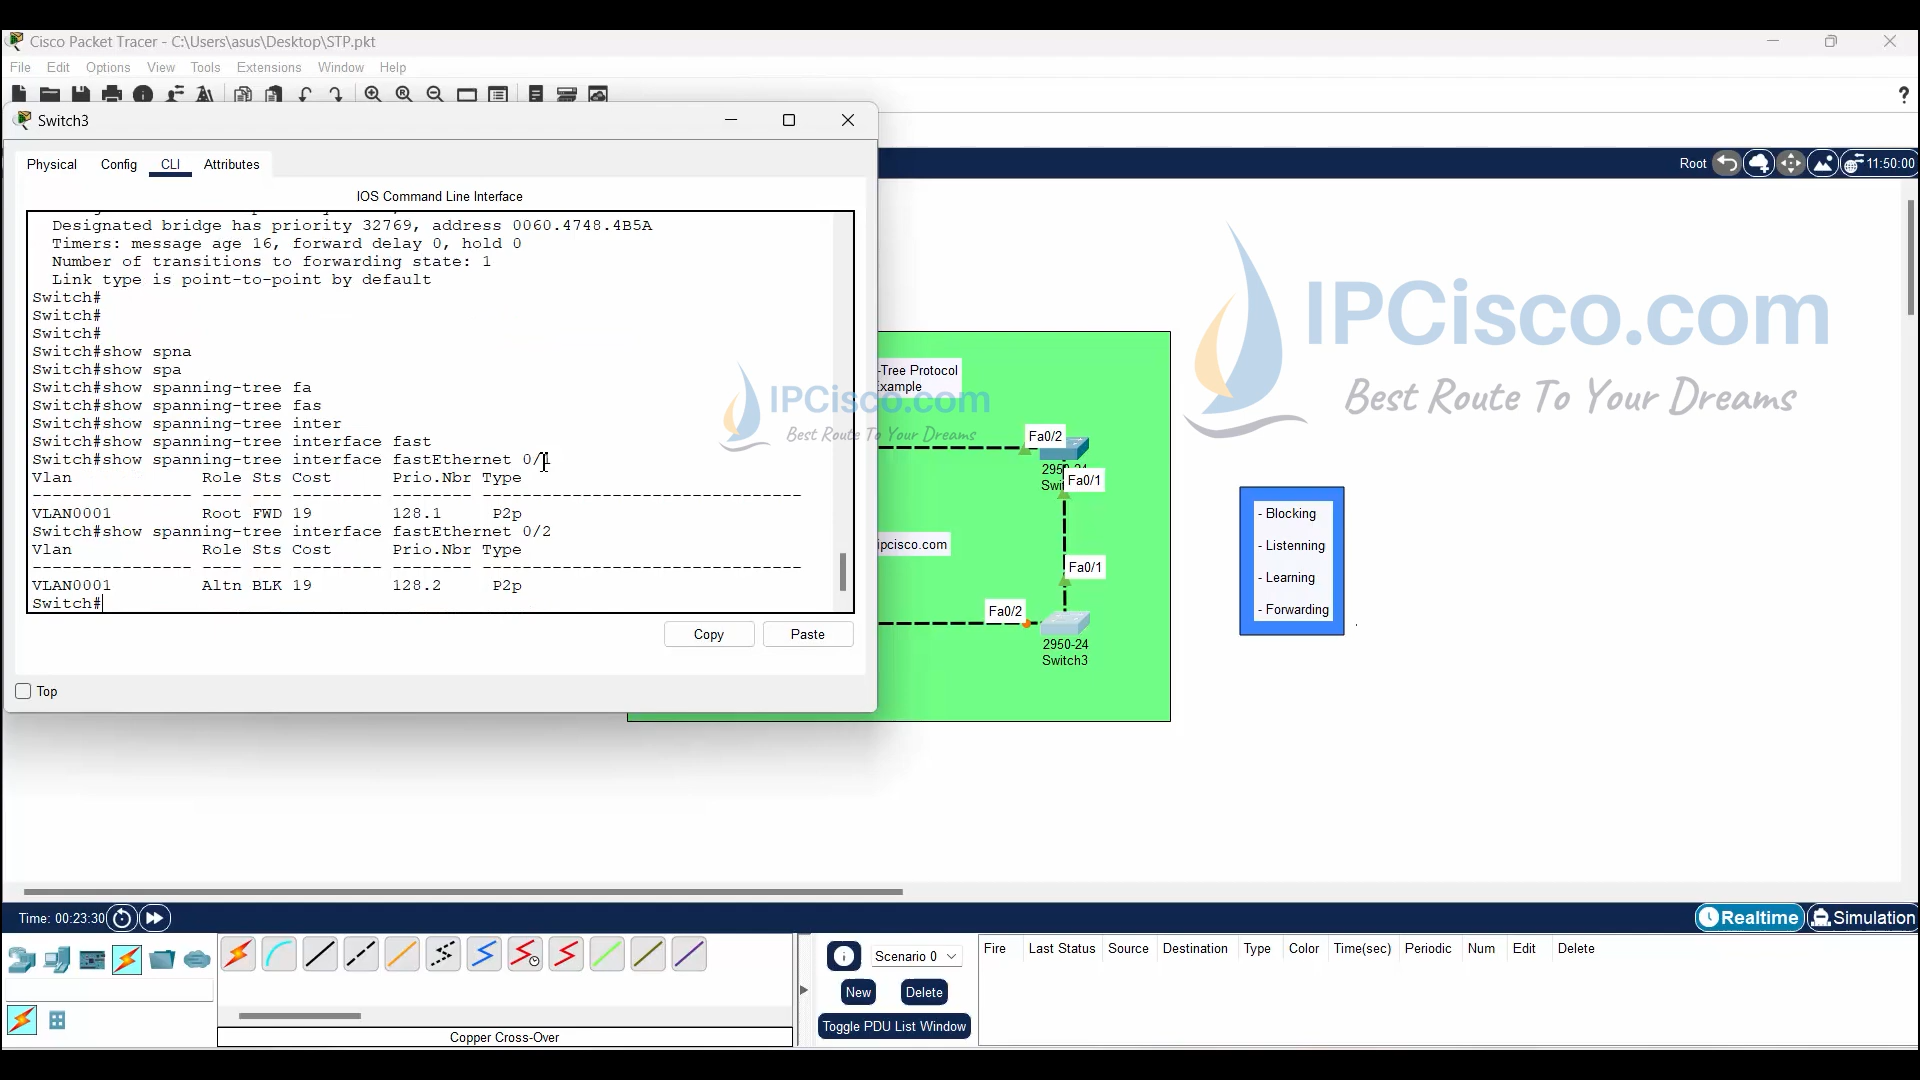 Cisco Packet Tracer - C:\Users\asus\Desktop\STP.pkt
File Edit Options View Tools Extensions Window Help
?
Switch3
Physical Config CLI Attributes
IOS Command Line Interface
Designated bridge has priority 32769, address 0060.4748.4B5A
Timers: message age 16, forward delay 0, hold 0
Number of transitions to forwarding state: 1
Link type is point-to-point by default
Switch#
Switch#
Switch#
Switch#show spna
Switch#show spa
Switch#show spanning-tree fa
Switch#show spanning-tree fas
Switch#show spanning-tree inter
Switch#show spanning-tree interface fast
Switch#show spanning-tree interface fastEthernet 0/1
Vlan Role Sts Cost Prio.Nbr Type
---------------- ---- --- --------- -------- --------------------------------
VLAN0001 Root FWD 19 128.1 P2p
Switch#show spanning-tree interface fastEthernet 0/2
Vlan Role Sts Cost Prio.Nbr Type
---------------- ---- --- --------- -------- --------------------------------
VLAN0001 Altn BLK 19 128.2 P2p
Switch#
Copy Paste
Top
Root 11:50:00
IPCisco.com
Best Route To Your Dreams
IPCisco.com
Best Route To Your Dreams
-Tree Protocol
Example
Fa0/2
Fa0/1
ipcisco.com
Fa0/1
Fa0/2
2950-24
Switch3
- Blocking
- Listenning
- Learning
- Forwarding
Time: 00:23:30
Realtime Simulation
Copper Cross-Over
Scenario 0
New Delete
Toggle PDU List Window
Fire Last Status Source Destination Type Color Time(sec) Periodic Num Edit Delete